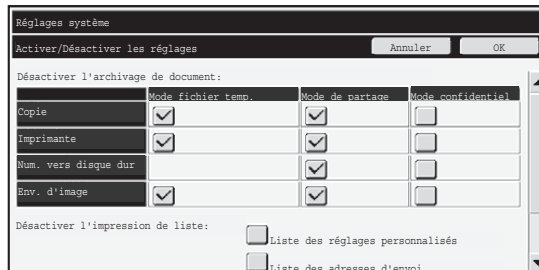 Réglages système
Activer/Désactiver les réglages Annuler OK
Désactiver l'archivage de document:
Mode fichier temp. Mode de partage Mode confidentiel
Copie
Imprimante
Num. vers disque dur
Env. d'image
Désactiver l'impression de liste:
Liste des réglages personnalisés
Liste des adresses d'envoi